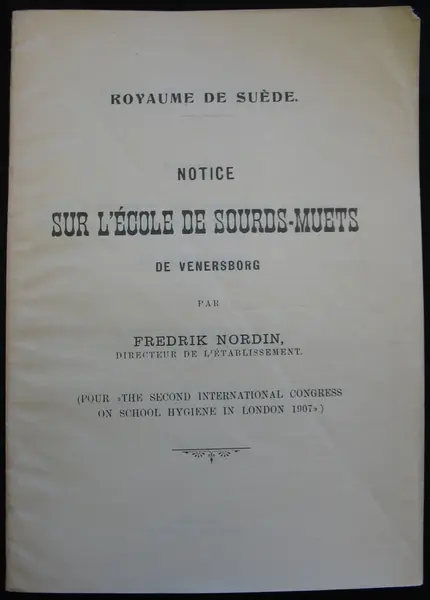 ROYAUME DE SUÈDE.
NOTICE
SUR L'ÉCOLE DE SOURDS-MUETS
DE VENERSBORG
PAR
FREDRIK NORDIN,
DIRECTEUR DE L'ÉTABLISSEMENT.
(POUR »THE SECOND INTERNATIONAL CONGRESS
ON SCHOOL HYGIENE IN LONDON 1907»)